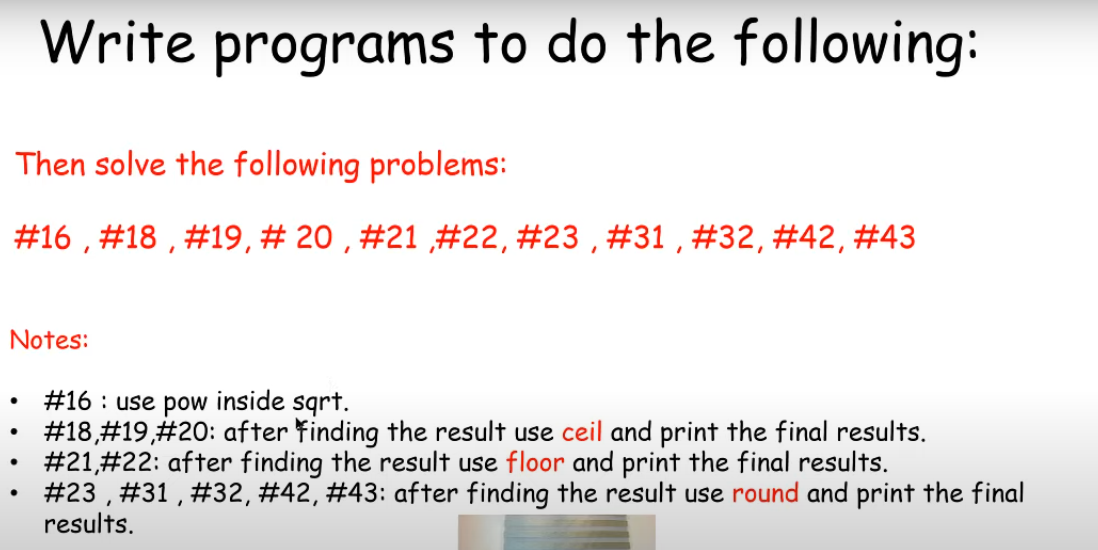 Write programs to do the following:
Then solve the following problems:
#16 , #18 , #19, # 20 , #21 ,#22, #23 , #31 , #32, #42, #43
Notes:
• #16 : use pow inside sqrt.
• #18,#19,#20: after finding the result use ceil and print the final results.
• #21,#22: after finding the result use floor and print the final results.
• #23 , #31 , #32, #42, #43: after finding the result use round and print the final
results.